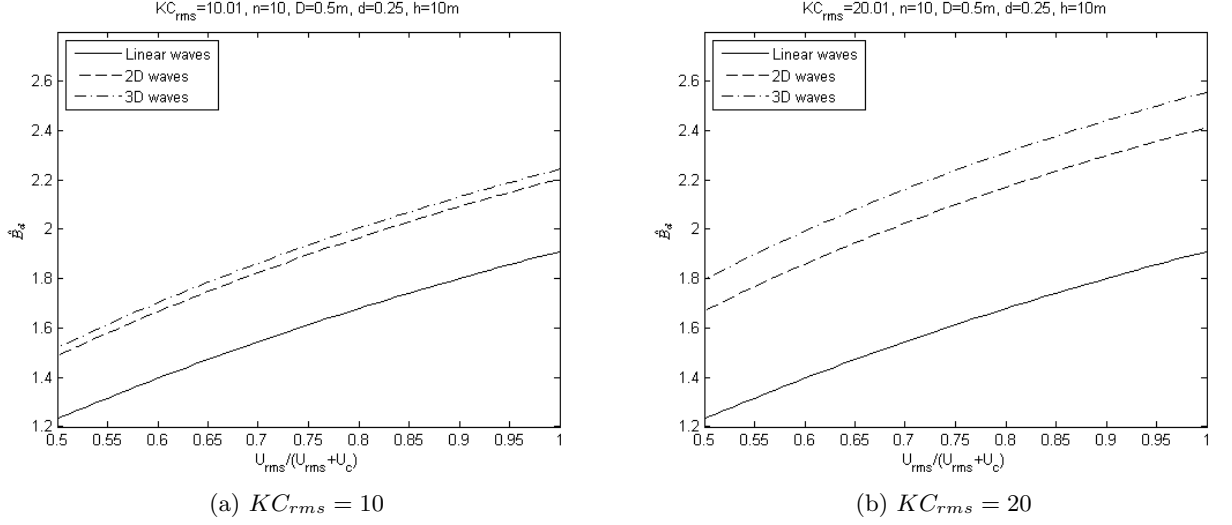 KC_rms=10.01, n=10, D=0.5m, d=0.25, h=10m
Linear waves
2D waves
3D waves
2.6
2.4
2.2
2
1.8
1.6
1.4
1.2
0.5 0.55 0.6 0.65 0.7 0.75 0.8 0.85 0.9 0.95 1
U_rms/(U_rms+U_c)
(a) KC_rms = 10
KC_rms=20.01, n=10, D=0.5m, d=0.25, h=10m
Linear waves
2D waves
3D waves
2.6
2.4
2.2
2
1.8
1.6
1.4
1.2
0.5 0.55 0.6 0.65 0.7 0.75 0.8 0.85 0.9 0.95 1
U_rms/(U_rms+U_c)
(b) KC_rms = 20